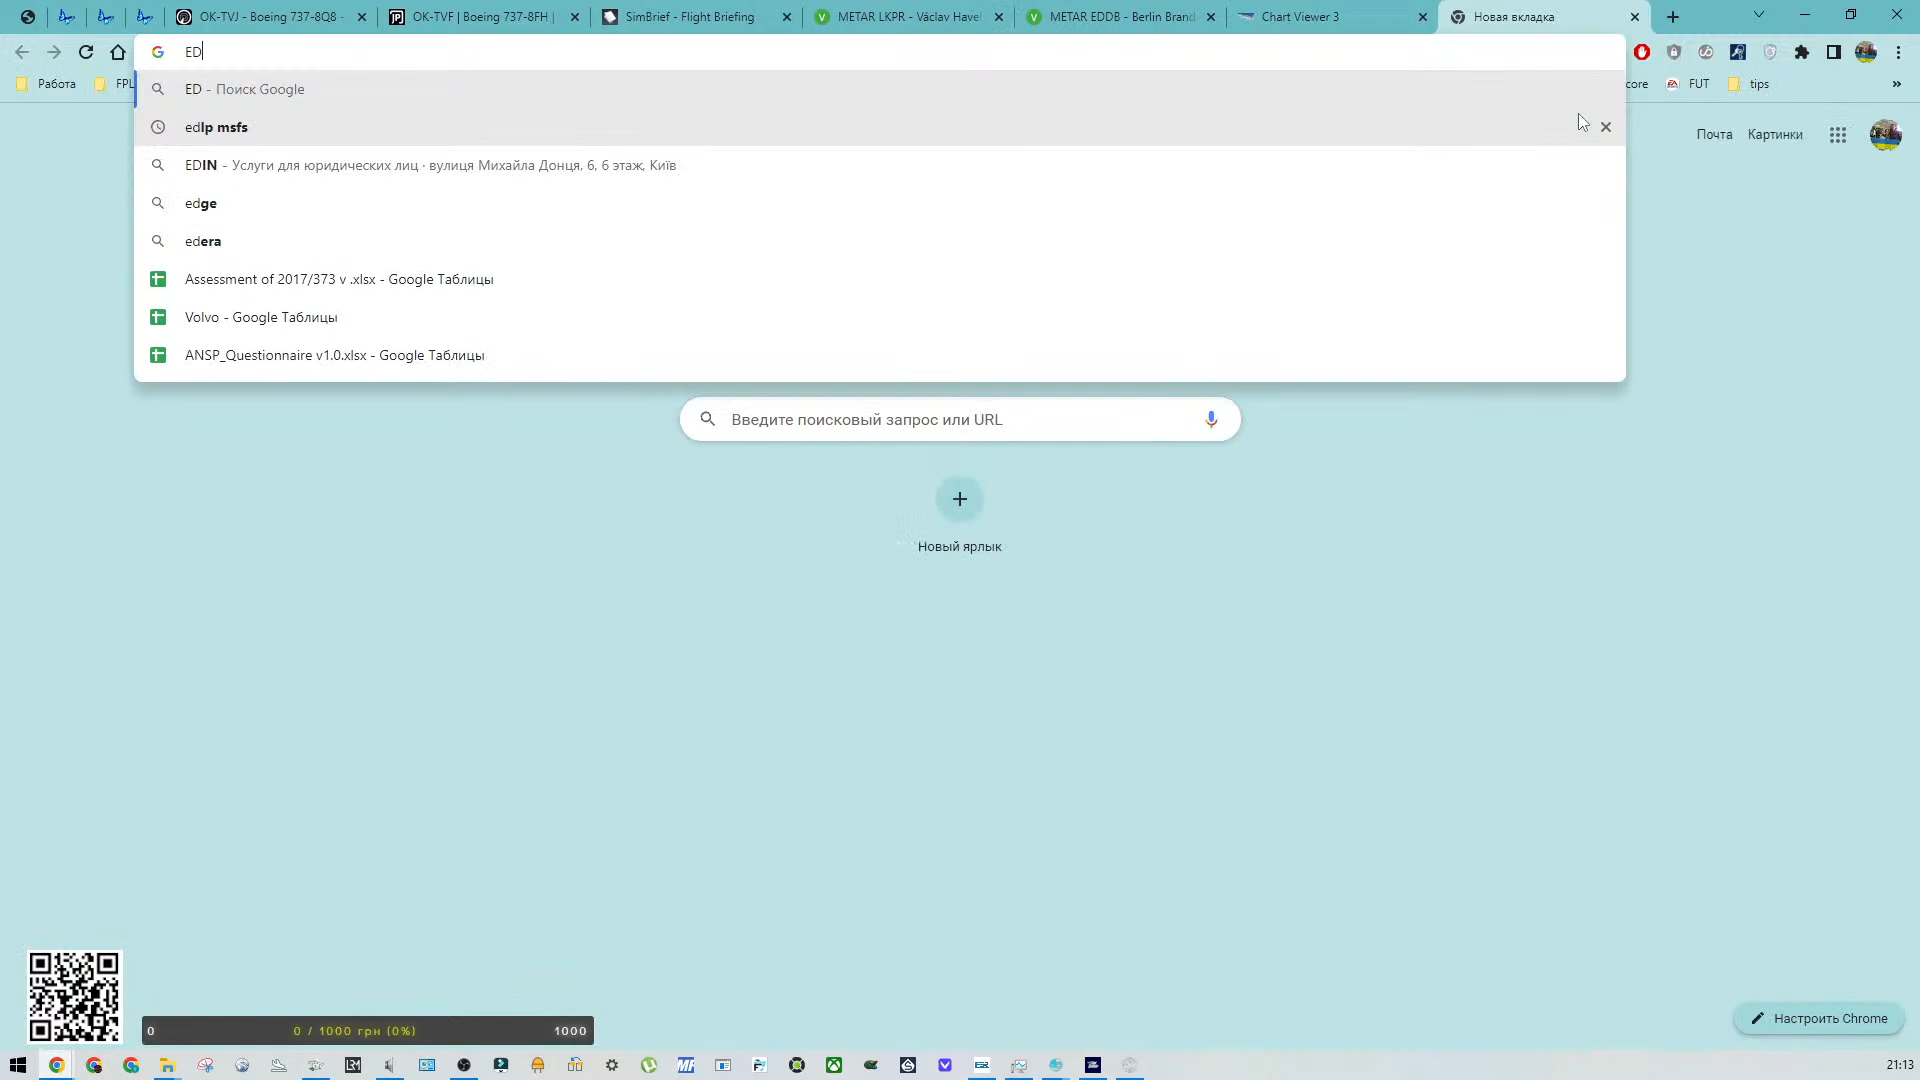 OK-TVJ - Boeing 737-8Q8 -
OK-TVF | Boeing 737-8FH |
SimBrief - Flight Briefing
METAR LKPR - Václav Havel
METAR EDDB - Berlin Brand
Chart Viewer 3
Новая вкладка
ED
Работа
FPL
core
FUT
tips
»
ED - Поиск Google
edlp msfs
EDIN - Услуги для юридических лиц · вулиця Михайла Донця, 6, 6 этаж, Київ
edge
edera
Assessment of 2017/373 v .xlsx - Google Таблицы
Volvo - Google Таблицы
ANSP_Questionnaire v1.0.xlsx - Google Таблицы
Почта
Картинки
Введите поисковый запрос или URL
Новый ярлык
0
0 / 1000 грн (0%)
1000
Настроить Chrome
21:13